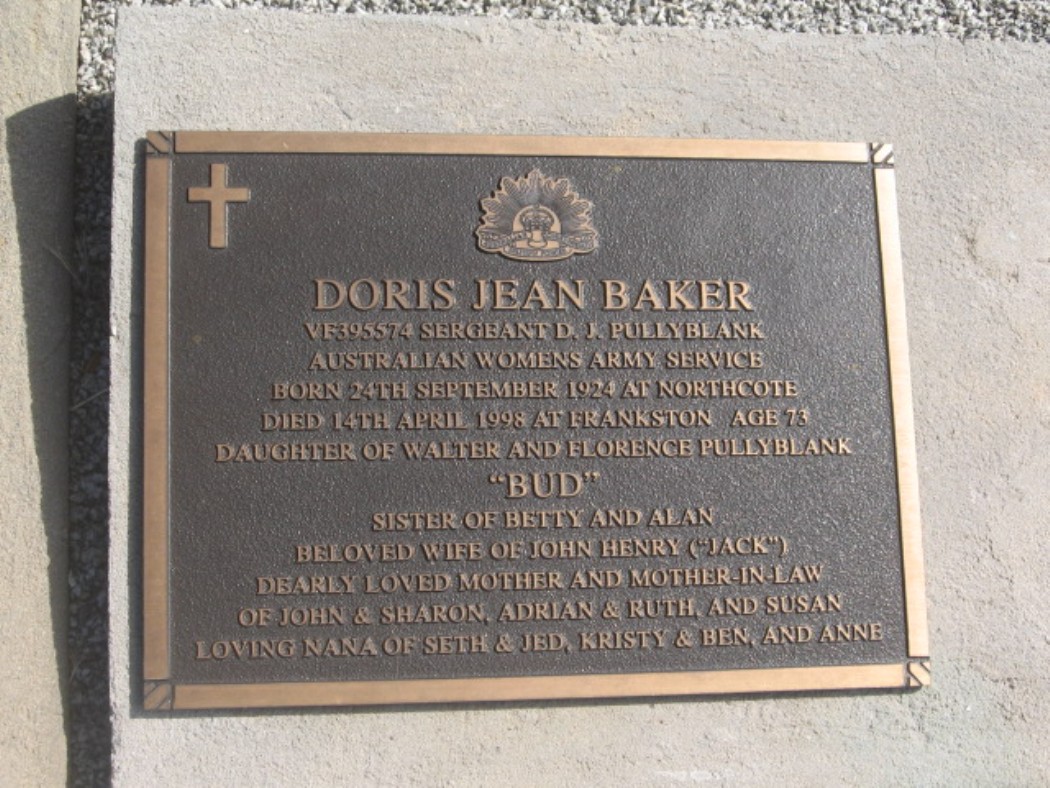 DORIS JEAN BAKER
VF395574 SERGEANT D. J. PULLYBLANK
AUSTRALIAN WOMENS ARMY SERVICE
BORN 24TH SEPTEMBER 1924 AT NORTHCOTE
DIED 14TH APRIL 1998 AT FRANKSTON AGE 73
DAUGHTER OF WALTER AND FLORENCE PULLYBLANK
“BUD”
SISTER OF BETTY AND ALAN
BELOVED WIFE OF JOHN HENRY (“JACK”)
DEARLY LOVED MOTHER AND MOTHER-IN-LAW
OF JOHN & SHARON, ADRIAN & RUTH, AND SUSAN
LOVING NANA OF SETH & JED, KRISTY & BEN, AND ANNE